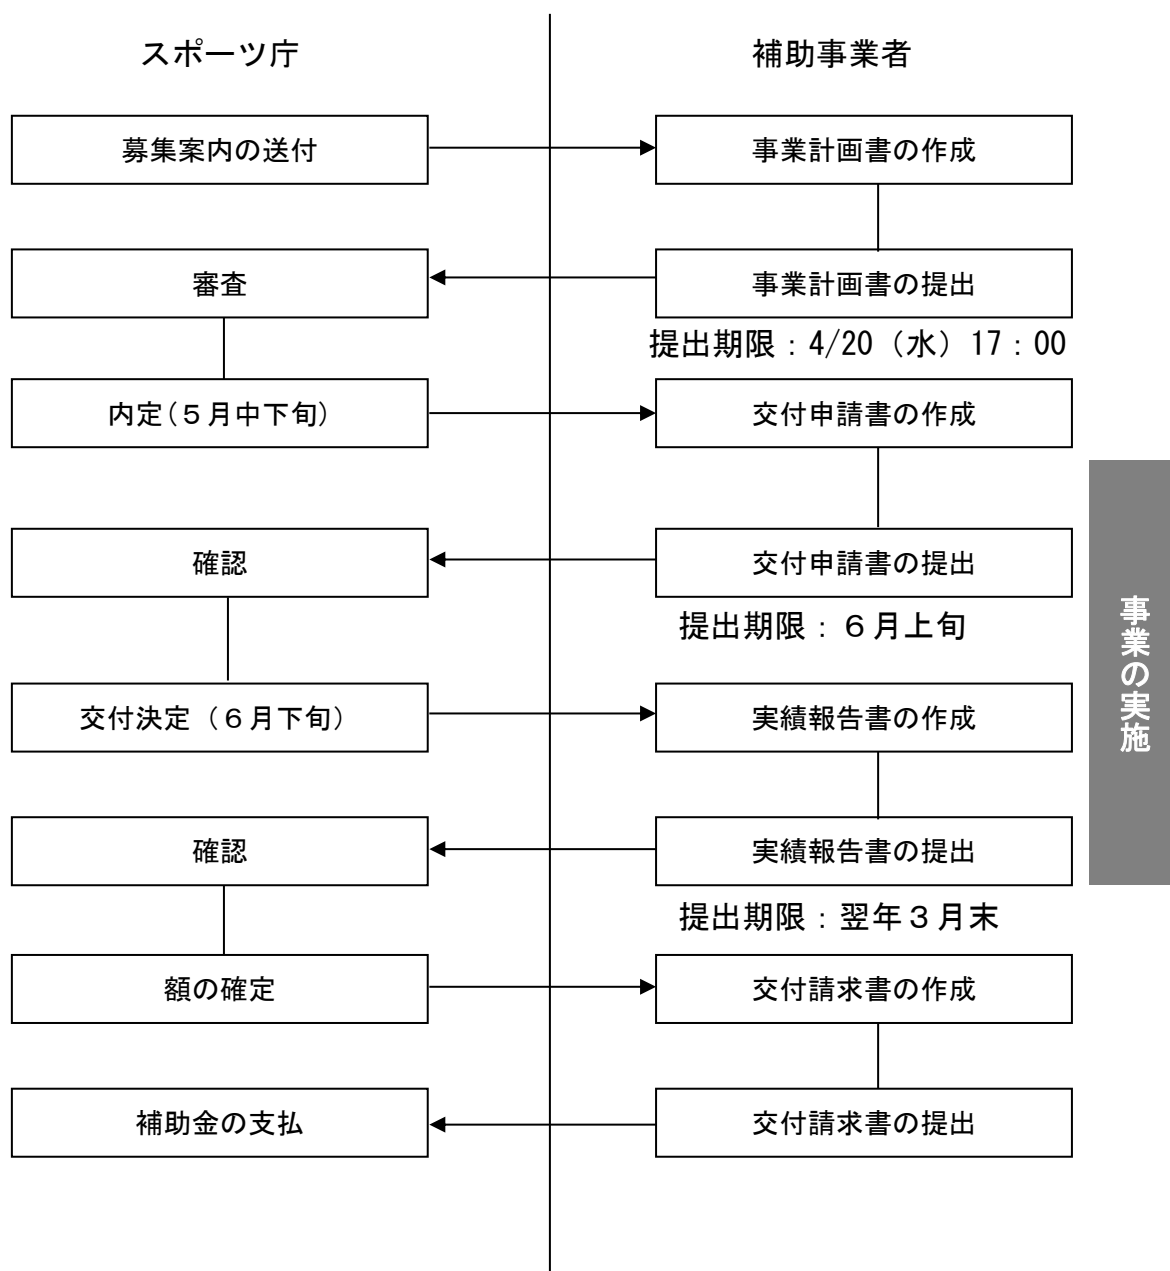 スポーツ庁
補助事業者
募集案内の送付
事業計画書の作成
審査
事業計画書の提出
提出期限：4/20（水）17：00
内定（５月中下旬）
交付申請書の作成
確認
交付申請書の提出
提出期限：６月上旬
交付決定（６月下旬）
実績報告書の作成
確認
実績報告書の提出
提出期限：翌年３月末
額の確定
交付請求書の作成
補助金の支払
交付請求書の提出
事業の実施